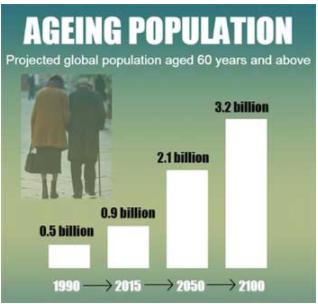 AGEING POPULATION
Projected global population aged 60 years and above
3.2 billion
2.1 billion
0.9 billion
0.5 billion
1990 → 2015 → 2050 → 2100